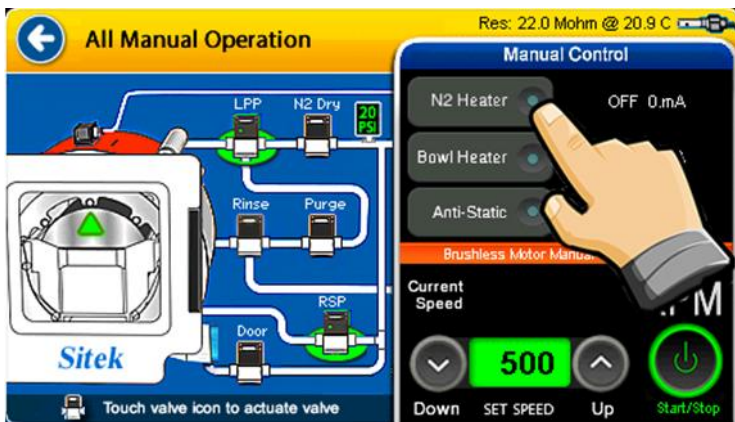 All Manual Operation
Res: 22.0 Mohm @ 20.9 C
Manual Control
LPP
N2 Dry
20
PSI
N2 Heater
OFF 0.mA
Bowl Heater
Rinse
Purge
Anti-Static
Brushless Motor
Current
Speed
RSP
Door
Sitek
500
Touch valve icon to actuate valve
Down
SET SPEED
Up
Start/Stop